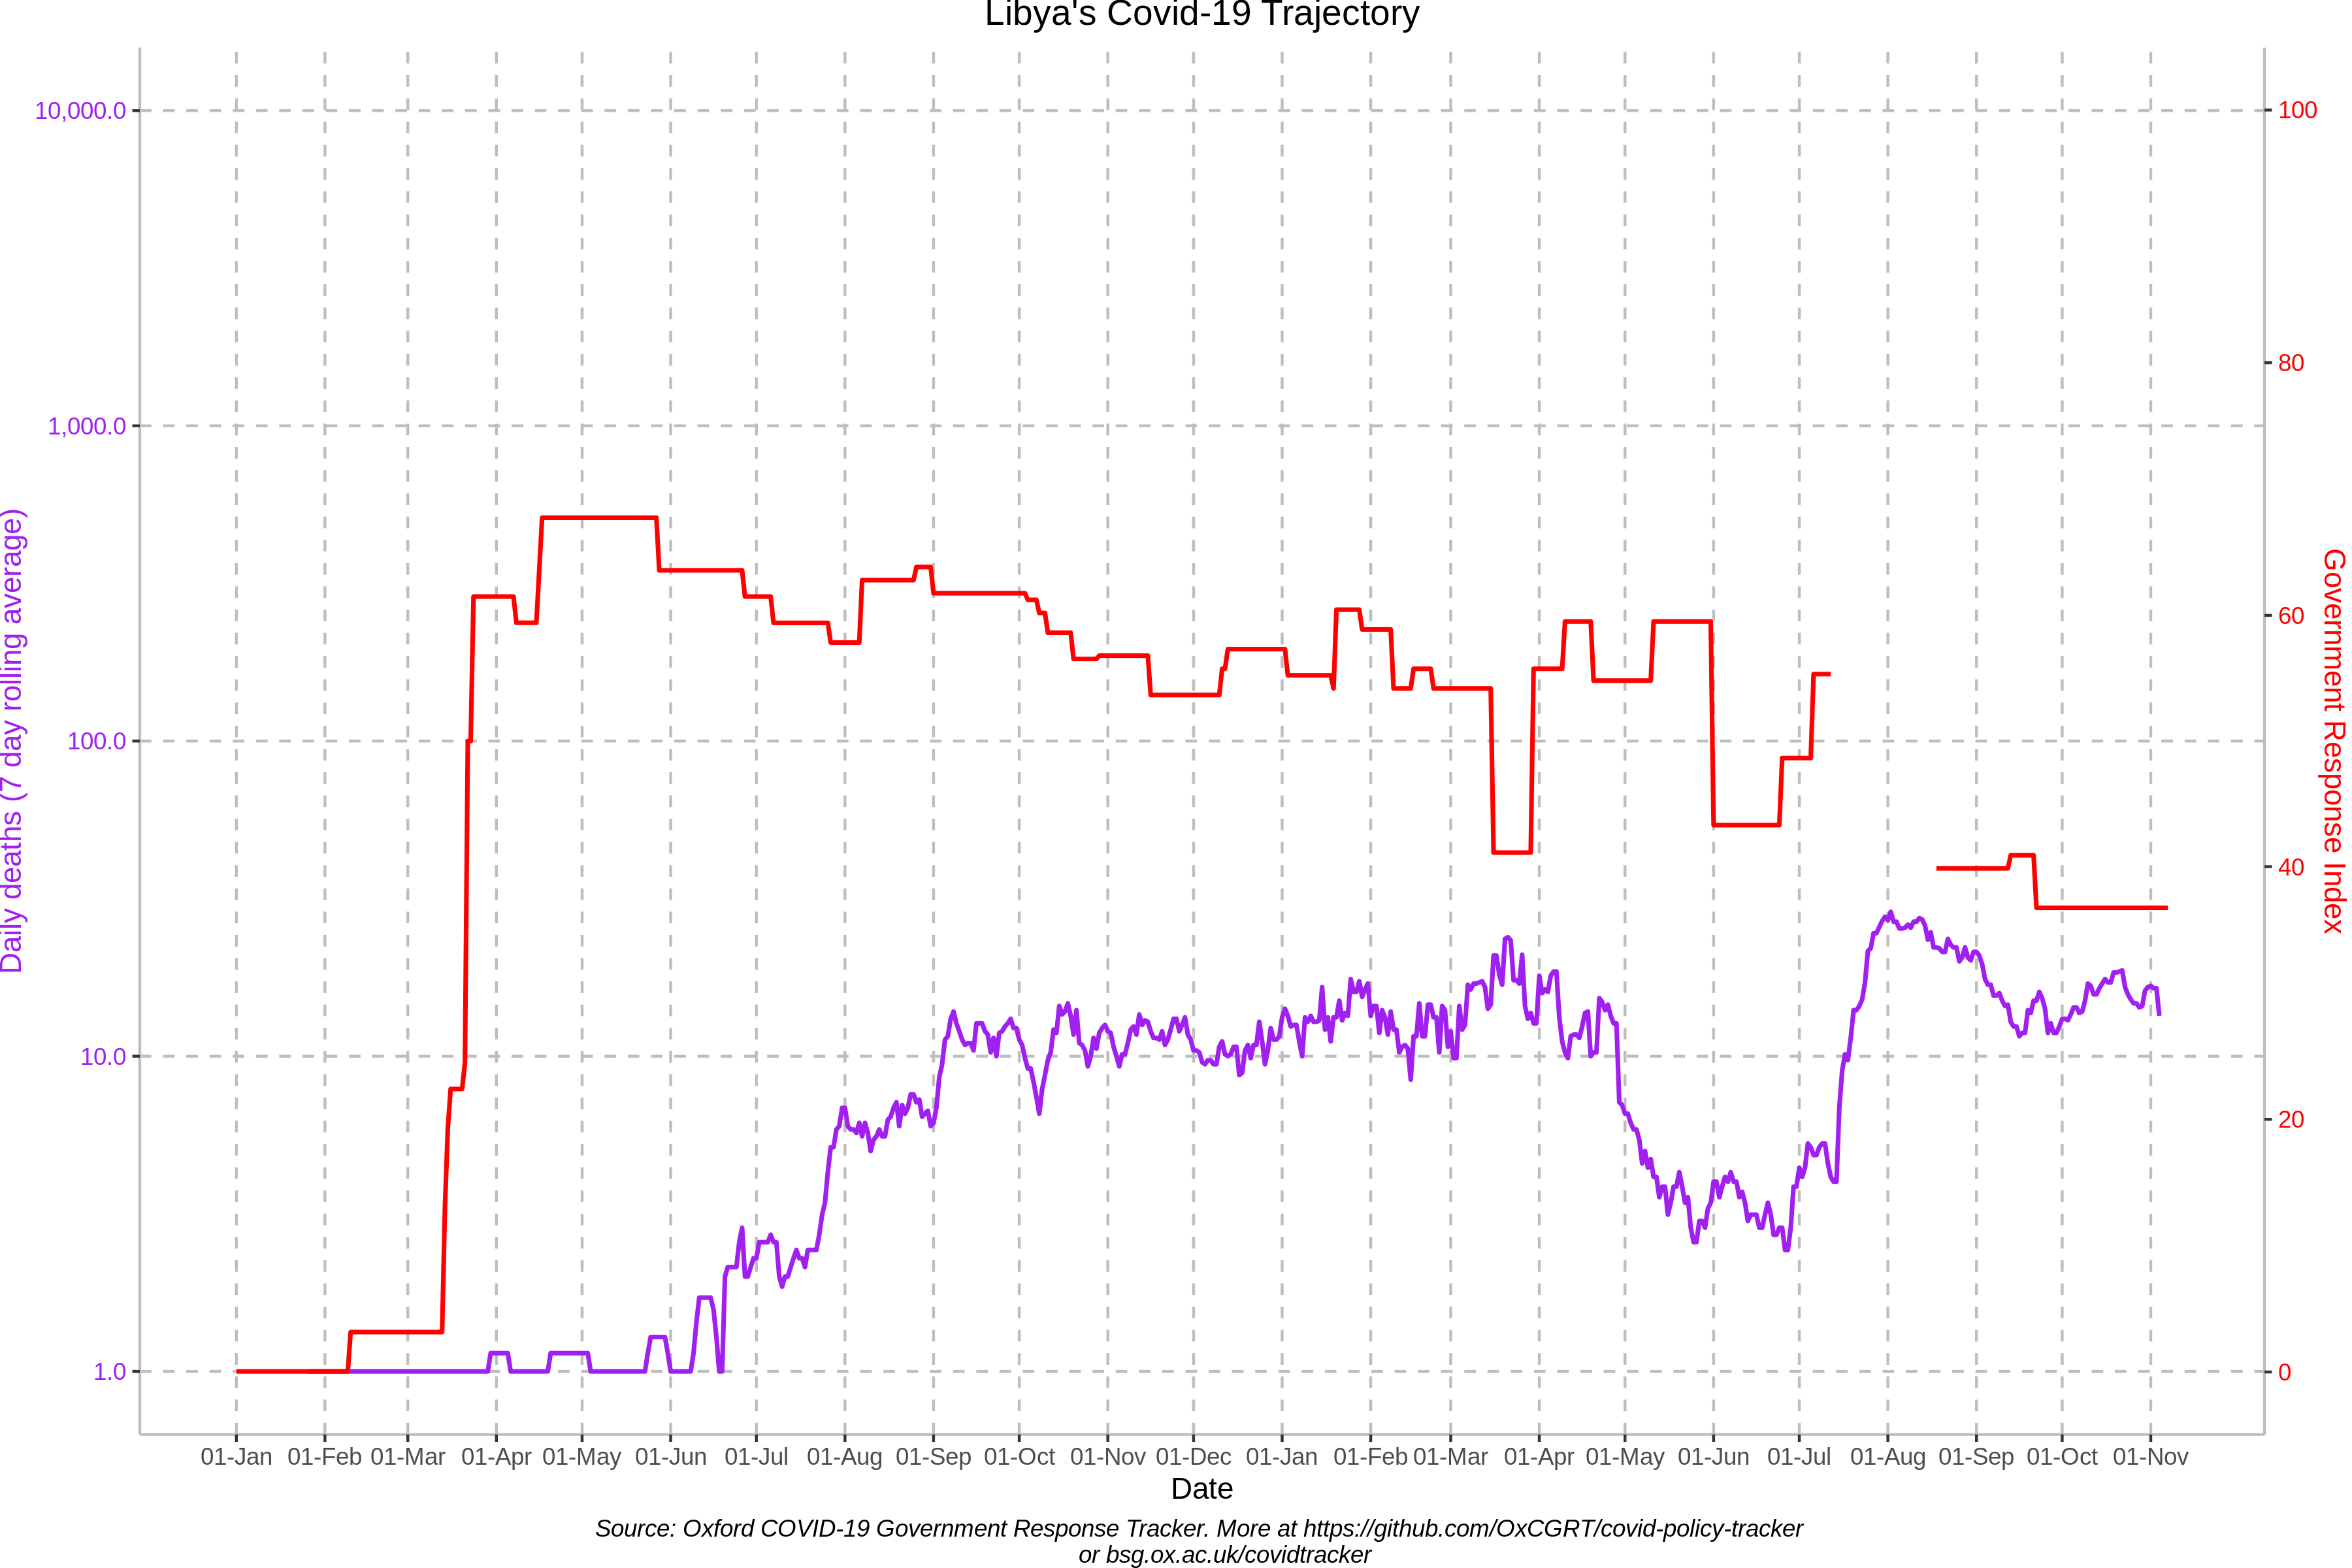 Libya's Covid-19 Trajectory
10,000.0
1,000.0
100.0
10.0
1.0
Daily deaths (7 day rolling average)
100
80
60
40
20
0
Government Response Index
01-Jan 01-Feb 01-Mar 01-Apr 01-May 01-Jun 01-Jul 01-Aug 01-Sep 01-Oct 01-Nov 01-Dec 01-Jan 01-Feb 01-Mar 01-Apr 01-May 01-Jun 01-Jul 01-Aug 01-Sep 01-Oct 01-Nov
Date
Source: Oxford COVID-19 Government Response Tracker. More at https://github.com/OxCGRT/covid-policy-tracker
or bsg.ox.ac.uk/covidtracker